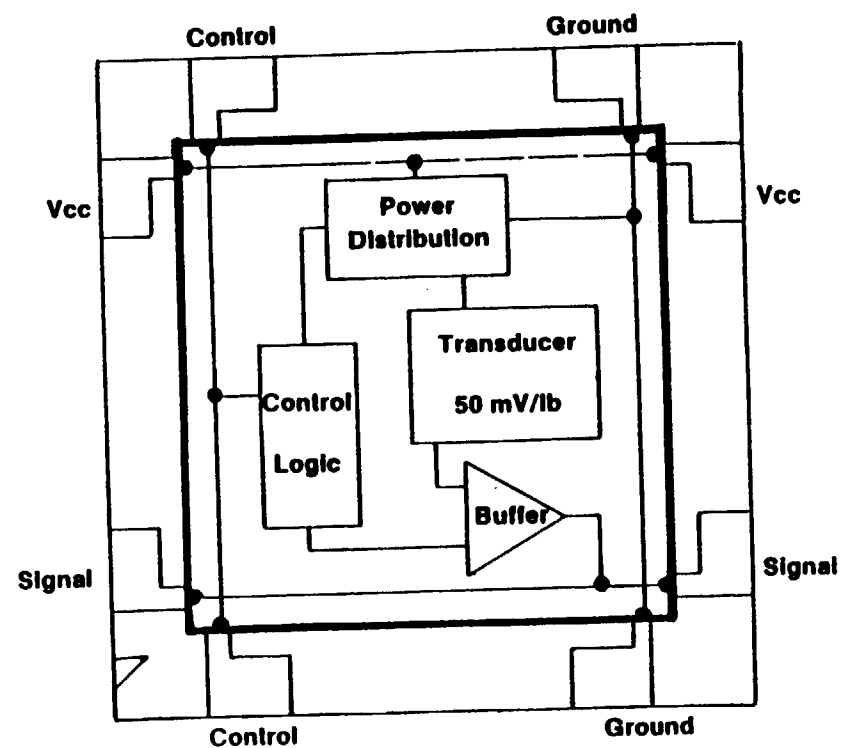 Control
Ground
Vcc
Vcc
Power
Distribution
Transducer
50 mV/lb
Control
Logic
Buffer
Signal
Signal
Control
Ground